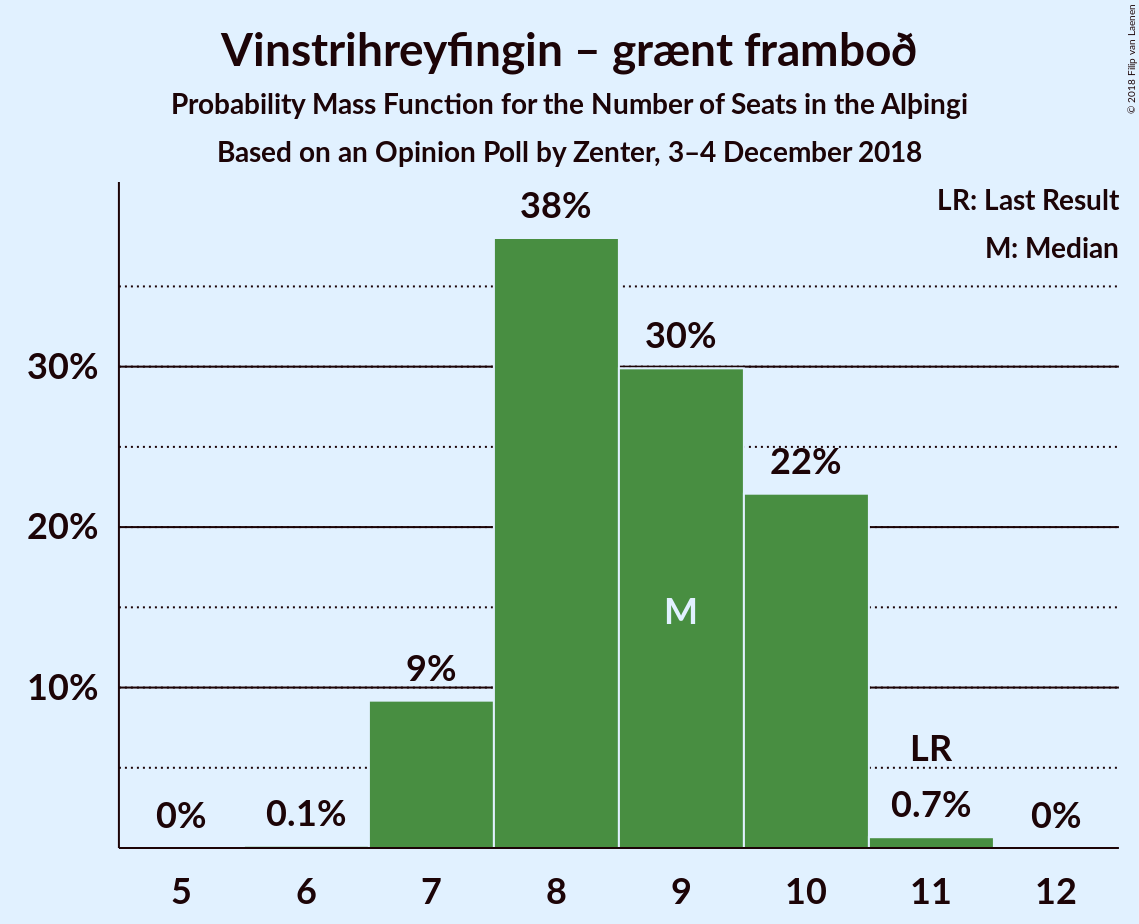 Vinstrihreyfingin – grænt framboð
Probability Mass Function for the Number of Seats in the Alþingi
Based on an Opinion Poll by Zenter, 3–4 December 2018
© 2018 Filip van Laenen
LR: Last Result
M: Median
38%
30%
30%
22%
20%
M
9%
10%
LR
0%
0.1%
0.7%
0%
5
6
7
8
9
10
11
12